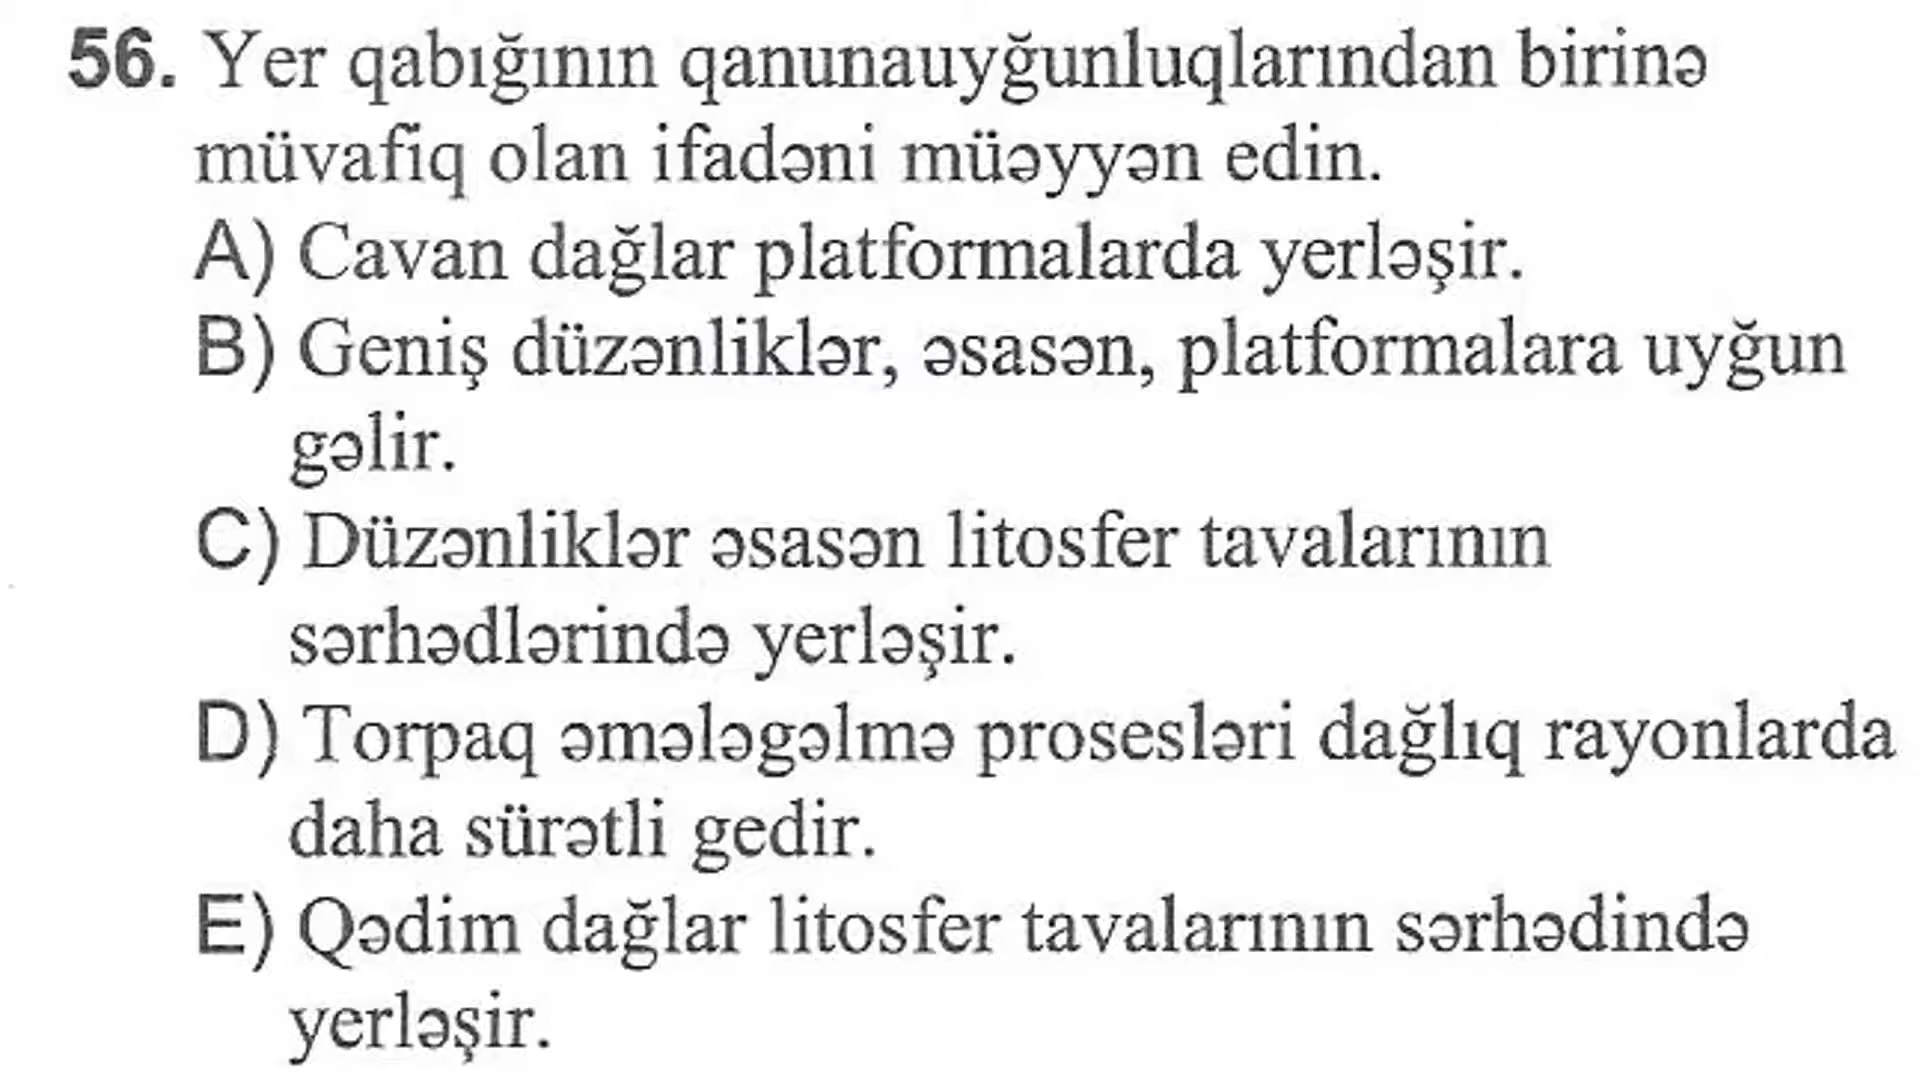 56. Yer qabığının qanunauyğunluqlarından birinə
müvafiq olan ifadəni müəyyən edin.
A) Cavan dağlar platformalarda yerləşir.
B) Geniş düzənliklər, əsasən, platformalara uyğun
gəlir.
C) Düzənliklər əsasən litosfer tavalarının
sərhədlərində yerləşir.
D) Torpaq əmələgəlmə prosesləri dağlıq rayonlarda
daha sürətli gedir.
E) Qədim dağlar litosfer tavalarının sərhədində
yerləşir.